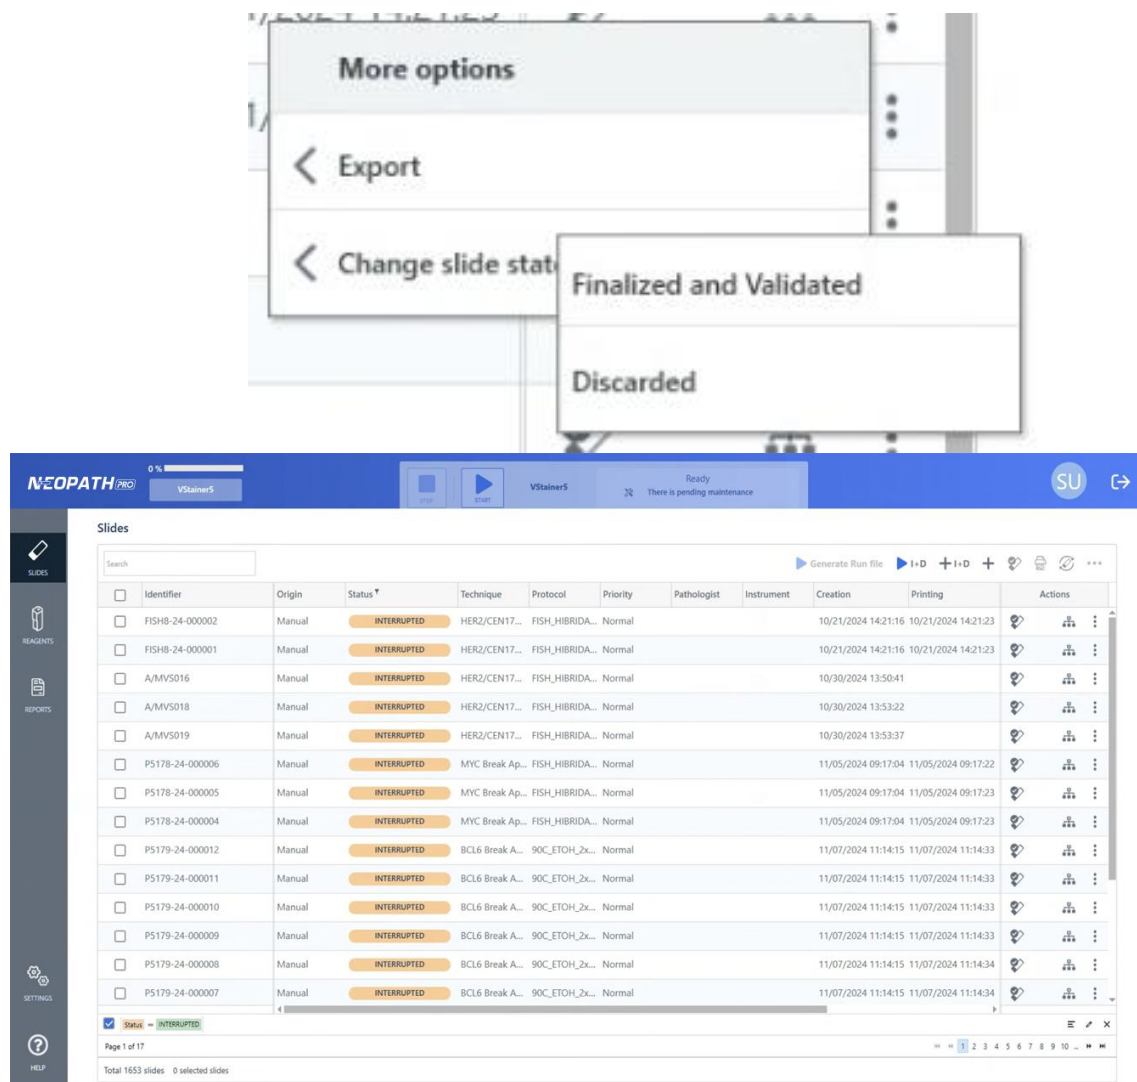 More options
Export
Change slide
Finalized and Validated
Discarded
NEOPATH PRO
0 %
VStainer5
STOP
START
VStainer5
Ready
There is pending maintenance
SU
SLIDES
REAGENTS
REPORTS
SETTINGS
HELP
Slides
Search
Generate Run file I+D I+D
Identifier Origin Status Technique Protocol Priority Pathologist Instrument Creation Printing Actions
FISH8-24-000002 Manual INTERRUPTED HER2/CEN17... FISH_HIBRIDA... Normal 10/21/2024 14:21:16 10/21/2024 14:21:23
FISH8-24-000001 Manual INTERRUPTED HER2/CEN17... FISH_HIBRIDA... Normal 10/21/2024 14:21:16 10/21/2024 14:21:23
A/MVS016 Manual INTERRUPTED HER2/CEN17... FISH_HIBRIDA... Normal 10/30/2024 13:50:41
A/MVS018 Manual INTERRUPTED HER2/CEN17... FISH_HIBRIDA... Normal 10/30/2024 13:53:22
A/MVS019 Manual INTERRUPTED HER2/CEN17... FISH_HIBRIDA... Normal 10/30/2024 13:53:37
P5178-24-000006 Manual INTERRUPTED MYC Break Ap... FISH_HIBRIDA... Normal 11/05/2024 09:17:04 11/05/2024 09:17:22
P5178-24-000005 Manual INTERRUPTED MYC Break Ap... FISH_HIBRIDA... Normal 11/05/2024 09:17:04 11/05/2024 09:17:23
P5178-24-000004 Manual INTERRUPTED MYC Break Ap... FISH_HIBRIDA... Normal 11/05/2024 09:17:04 11/05/2024 09:17:23
P5179-24-000012 Manual INTERRUPTED BCL6 Break A... 90C_ETOH_2x... Normal 11/07/2024 11:14:15 11/07/2024 11:14:33
P5179-24-000011 Manual INTERRUPTED BCL6 Break A... 90C_ETOH_2x... Normal 11/07/2024 11:14:15 11/07/2024 11:14:33
P5179-24-000010 Manual INTERRUPTED BCL6 Break A... 90C_ETOH_2x... Normal 11/07/2024 11:14:15 11/07/2024 11:14:33
P5179-24-000009 Manual INTERRUPTED BCL6 Break A... 90C_ETOH_2x... Normal 11/07/2024 11:14:15 11/07/2024 11:14:33
P5179-24-000008 Manual INTERRUPTED BCL6 Break A... 90C_ETOH_2x... Normal 11/07/2024 11:14:15 11/07/2024 11:14:34
P5179-24-000007 Manual INTERRUPTED BCL6 Break A... 90C_ETOH_2x... Normal 11/07/2024 11:14:15 11/07/2024 11:14:34
Status = INTERRUPTED
Page 1 of 17 1 2 3 4 5 6 7 8 9 10 ...
Total 1653 slides 0 selected slides